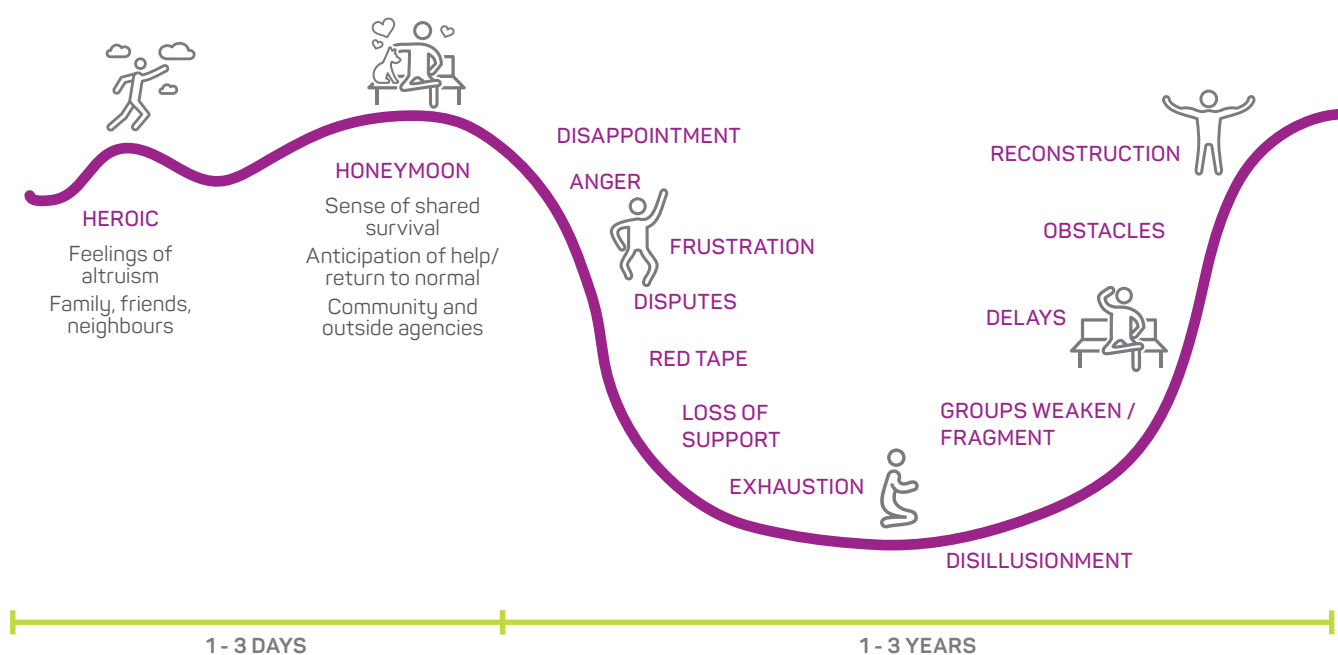 HEROIC
Feelings of
altruism
Family, friends,
neighbours
HONEYMOON
Sense of shared
survival
Anticipation of help/
return to normal
Community and
outside agencies
DISAPPOINTMENT
ANGER
FRUSTRATION
DISPUTES
RED TAPE
LOSS OF
SUPPORT
EXHAUSTION
DISILLUSIONMENT
GROUPS WEAKEN /
FRAGMENT
DELAYS
OBSTACLES
RECONSTRUCTION
1 - 3 DAYS
1 - 3 YEARS